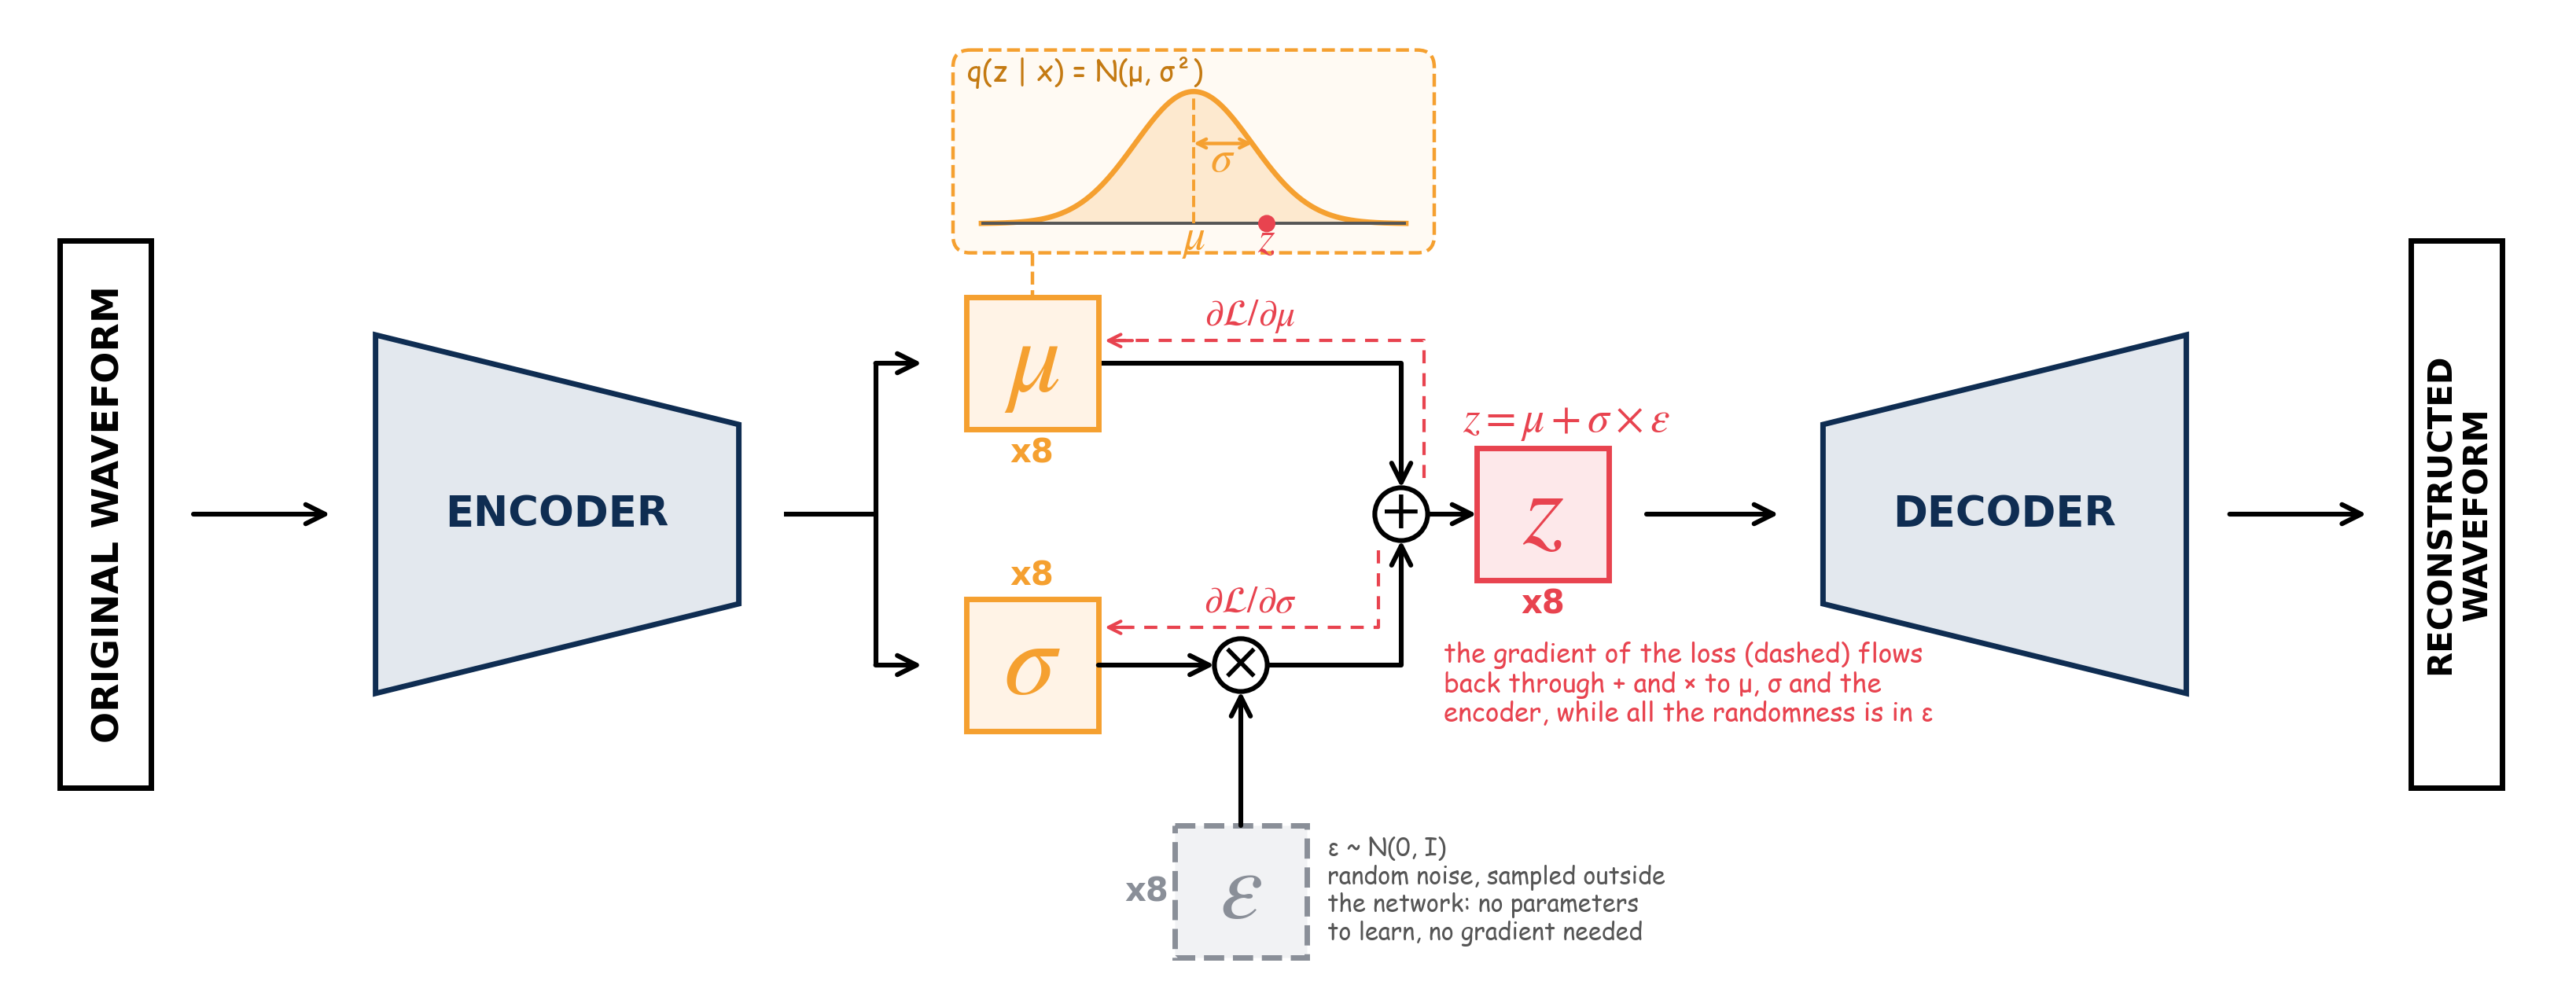 q(z | x) = N(μ, σ²)
σ
μ
z
ORIGINAL WAVEFORM
ENCODER
μ
x8
∂ℒ/∂μ
x8
σ
∂ℒ/∂σ
+
×
z = μ + σ × ε
z
x8
the gradient of the loss (dashed) flows
back through + and × to μ, σ and the
encoder, while all the randomness is in ε
x8
ε
ε ~ N(0, I)
random noise, sampled outside
the network: no parameters
to learn, no gradient needed
DECODER
RECONSTRUCTED
WAVEFORM